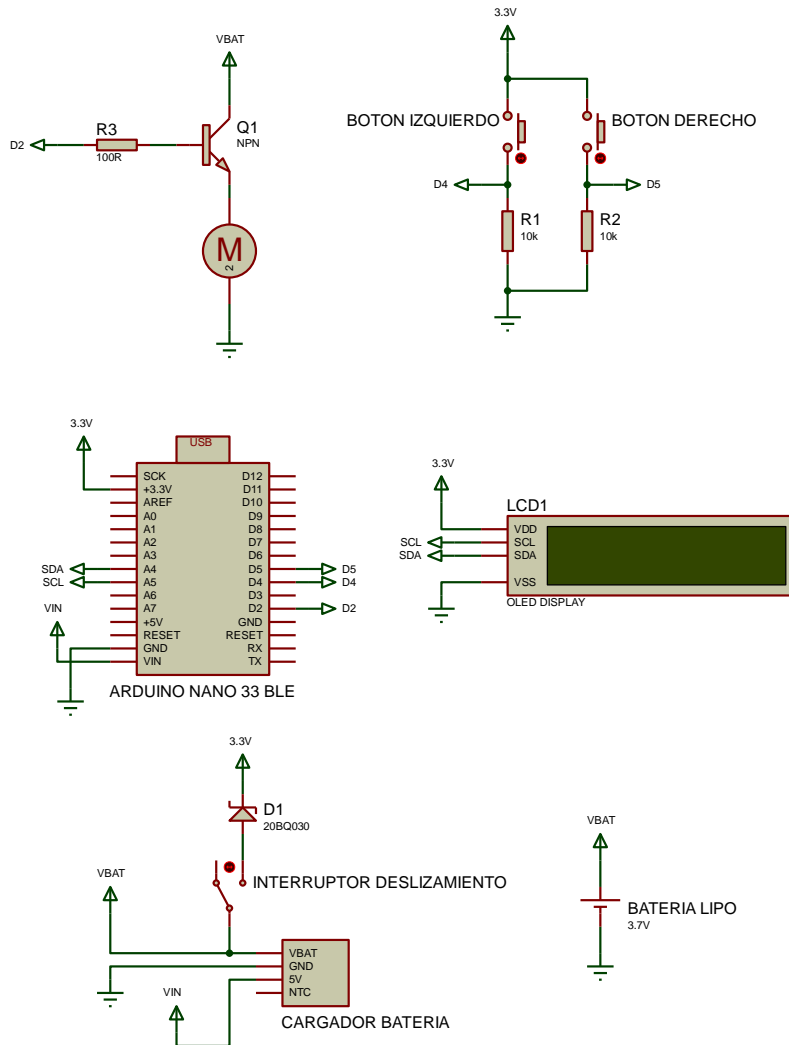 VBAT
D2
R3
100R
Q1
NPN
M
2
3.3V
BOTON IZQUIERDO
BOTON DERECHO
D4
D5
R1
10k
R2
10k
3.3V
USB
SCK
+3.3V
AREF
A0
A1
A2
A3
A4
A5
A6
A7
+5V
RESET
GND
VIN
D12
D11
D10
D9
D8
D7
D6
D5
D4
D3
D2
GND
RESET
RX
TX
SDA
SCL
VIN
D5
D4
D2
ARDUINO NANO 33 BLE
3.3V
LCD1
SCL
SDA
VDD
SCL
SDA
VSS
OLED DISPLAY
3.3V
D1
20BQ030
INTERRUPTOR DESLIZAMIENTO
VBAT
VBAT
GND
5V
NTC
VIN
CARGADOR BATERIA
VBAT
BATERIA LIPO
3.7V